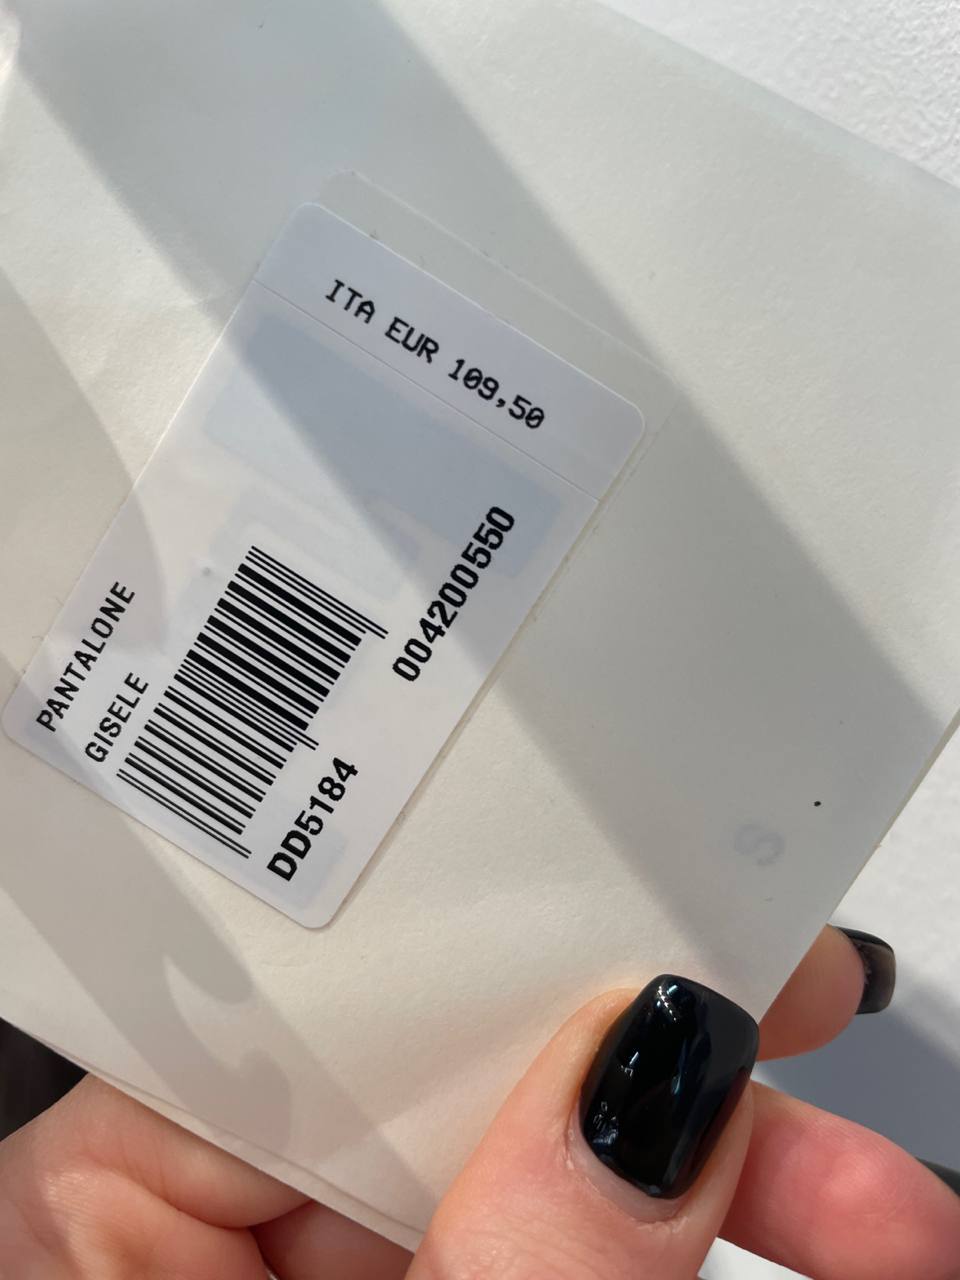 ITA EUR 109,50
004200550
DD5184
PANTALONE
GISELE
S